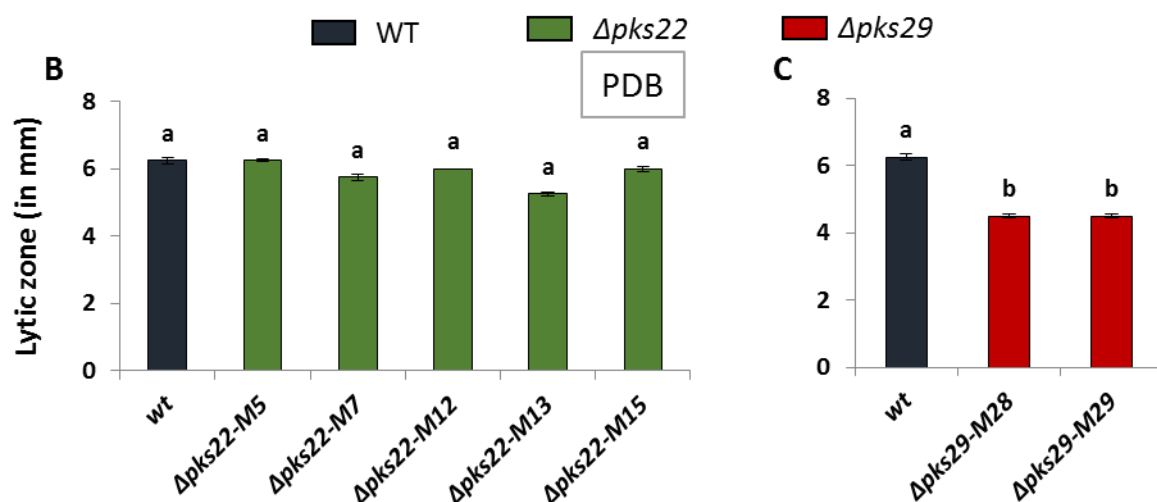 WT Δpks22 Δpks29
B
PDB
C
Lytic zone (in mm)
8
6
4
2
0
a a a a a a
wt Δpks22-M5 Δpks22-M7 Δpks22-M12 Δpks22-M13 Δpks22-M15
8
6
4
2
0
a b b
wt Δpks29-M28 Δpks29-M29